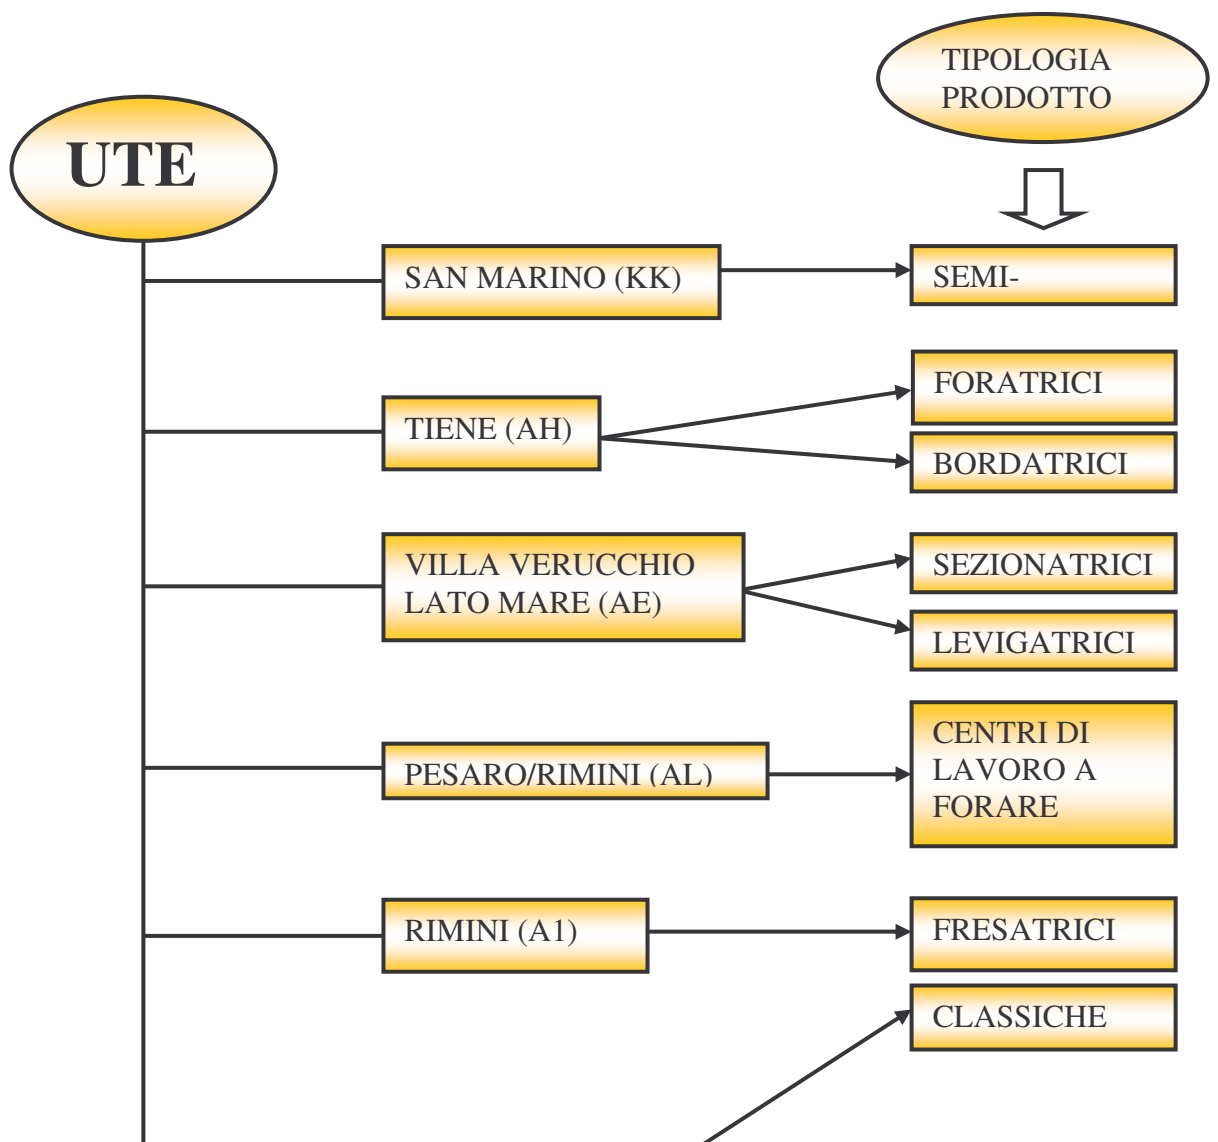 TIPOLOGIA
PRODOTTO
UTE
SAN MARINO (KK)
SEMI-
TIENE (AH)
FORATRICI
BORDATRICI
VILLA VERUCCHIO
LATO MARE (AE)
SEZIONATRICI
LEVIGATRICI
PESARO/RIMINI (AL)
CENTRI DI
LAVORO A
FORARE
RIMINI (A1)
FRESATRICI
CLASSICHE